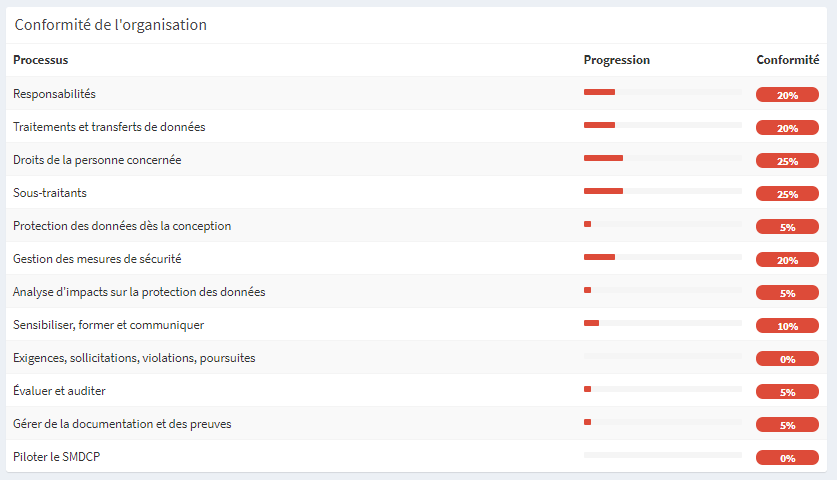 Conformité de l'organisation
Processus Progression Conformité
Responsabilités 20%
Traitements et transferts de données 20%
Droits de la personne concernée 25%
Sous-traitants 25%
Protection des données dès la conception 5%
Gestion des mesures de sécurité 20%
Analyse d'impacts sur la protection des données 5%
Sensibiliser, former et communiquer 10%
Exigences, sollicitations, violations, poursuites 0%
Évaluer et auditer 5%
Gérer de la documentation et des preuves 5%
Piloter le SMDCP 0%